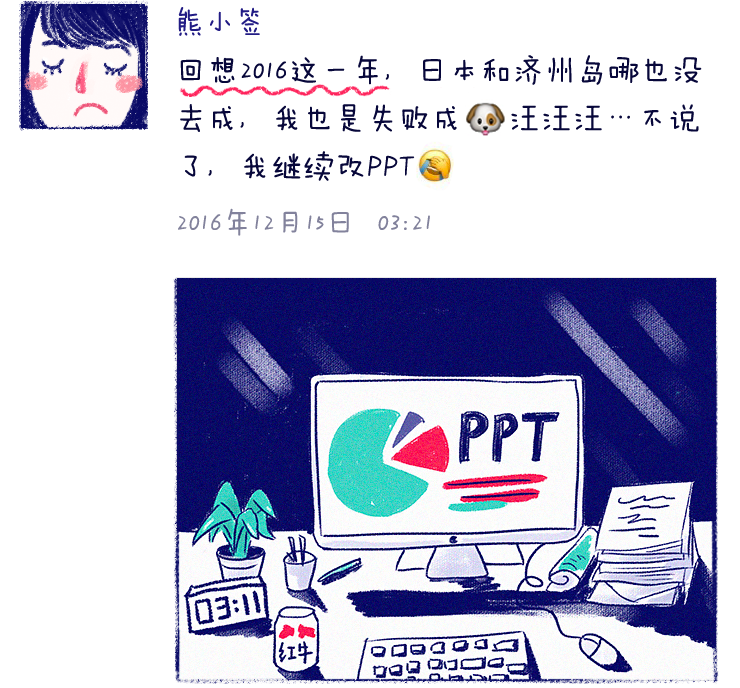 熊小签
回想2016这一年, 日本和济州岛哪也没
去成, 我也是失败成🐶汪汪汪…不说
了, 我继续改PPT🤦
2016年12月15日 03:21
PPT
03:11
红牛